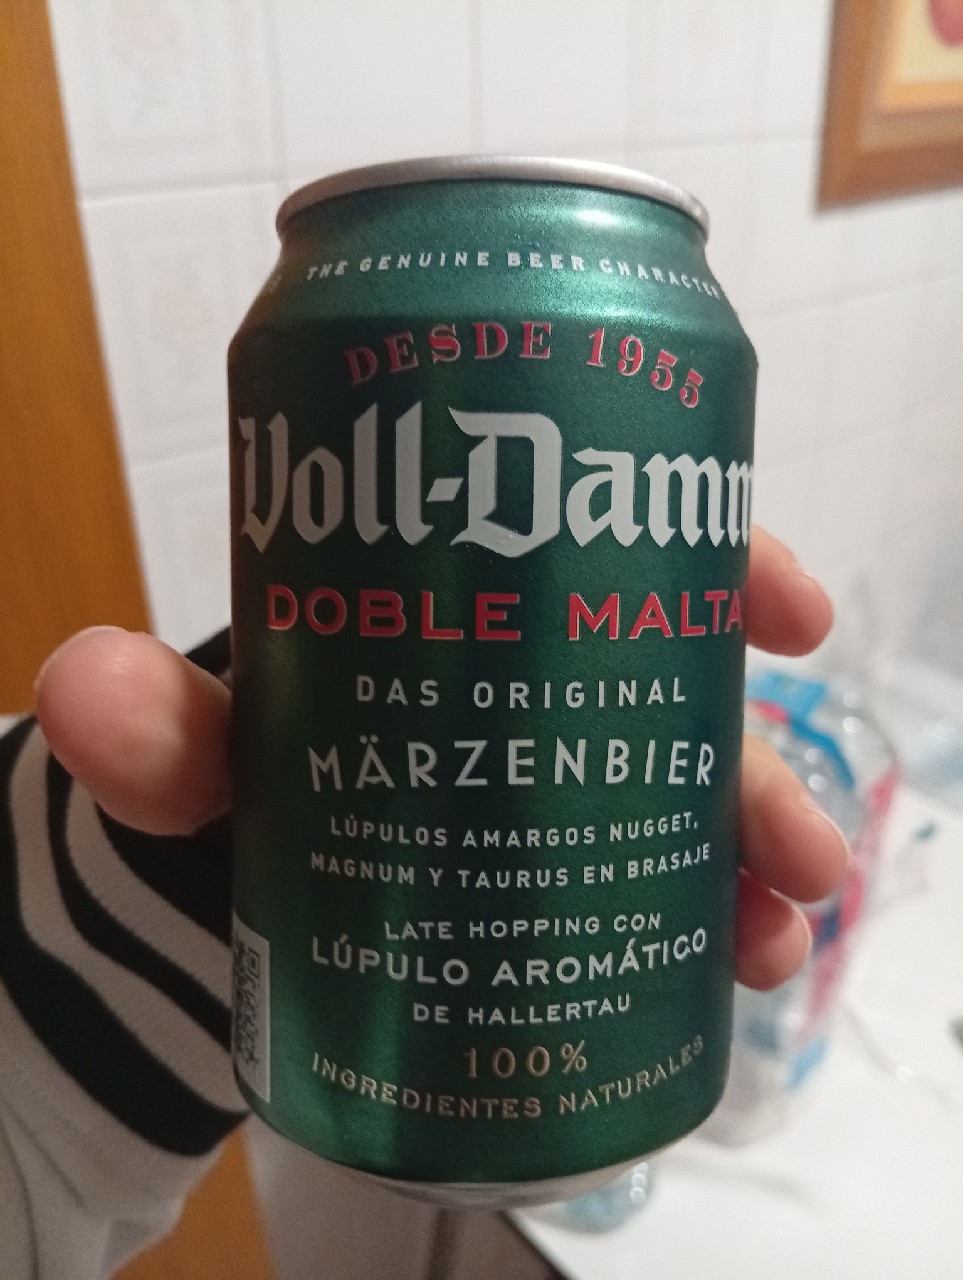 THE GENUINE BEER CHARACTER
DESDE 1955
Voll-Damm
DOBLE MALTA
DAS ORIGINAL
MÄRZENBIER
LÚPULOS AMARGOS NUGGET,
MAGNUM Y TAURUS EN BRASAJE
LATE HOPPING CON
LÚPULO AROMÁTICO
DE HALLERTAU
100%
INGREDIENTES NATURALES